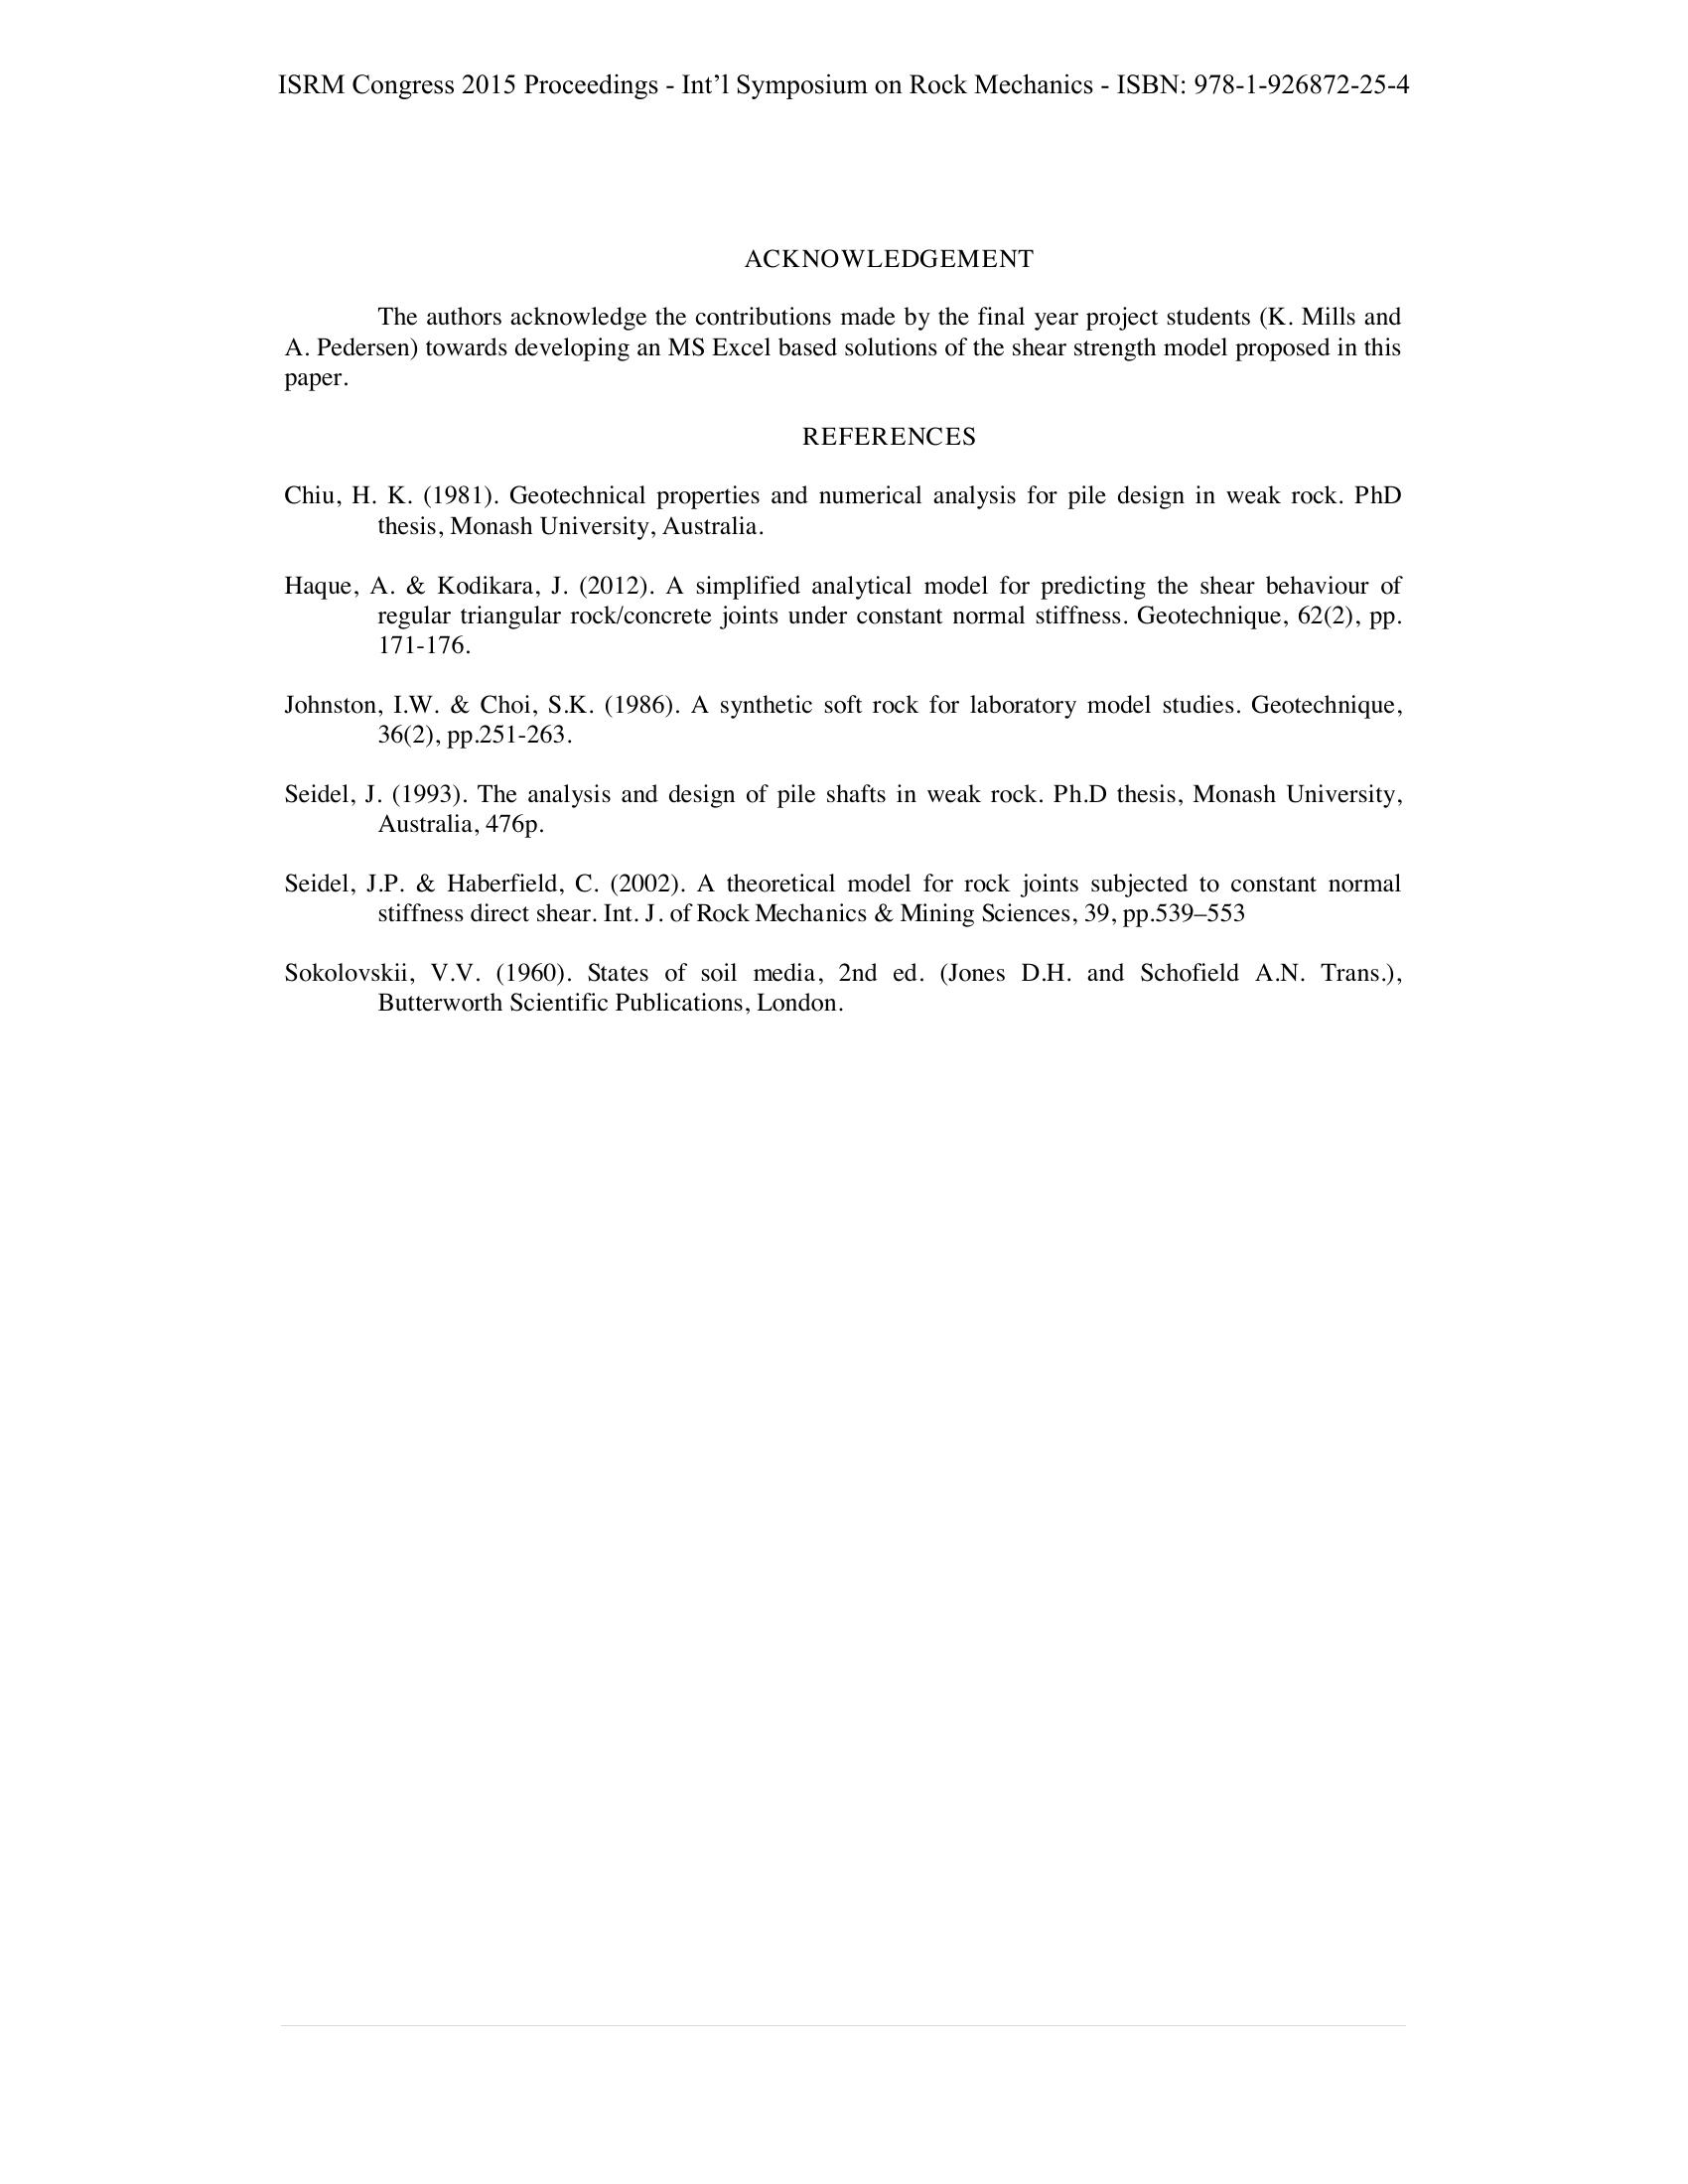 ISRM Congress 2015 Proceedings - Int’l Symposium on Rock Mechanics - ISBN: 978-1-926872-25-4
ACKNOWLEDGEMENT
The authors acknowledge the contributions made by the final year project students (K. Mills and
A. Pedersen) towards developing an MS Excel based solutions of the shear strength model proposed in this
paper.
REFERENCES
Chiu, H. K. (1981). Geotechnical properties and numerical analysis for pile design in weak rock. PhD
thesis, Monash University, Australia.
Haque, A. & Kodikara, J. (2012). A simplified analytical model for predicting the shear behaviour of
regular triangular rock/concrete joints under constant normal stiffness. Geotechnique, 62(2), pp.
171-176.
Johnston, I.W. & Choi, S.K. (1986). A synthetic soft rock for laboratory model studies. Geotechnique,
36(2), pp.251-263.
Seidel, J. (1993). The analysis and design of pile shafts in weak rock. Ph.D thesis, Monash University,
Australia, 476p.
Seidel, J.P. & Haberfield, C. (2002). A theoretical model for rock joints subjected to constant normal
stiffness direct shear. Int. J. of Rock Mechanics & Mining Sciences, 39, pp.539–553
Sokolovskii, V.V. (1960). States of soil media, 2nd ed. (Jones D.H. and Schofield A.N. Trans.),
Butterworth Scientific Publications, London.